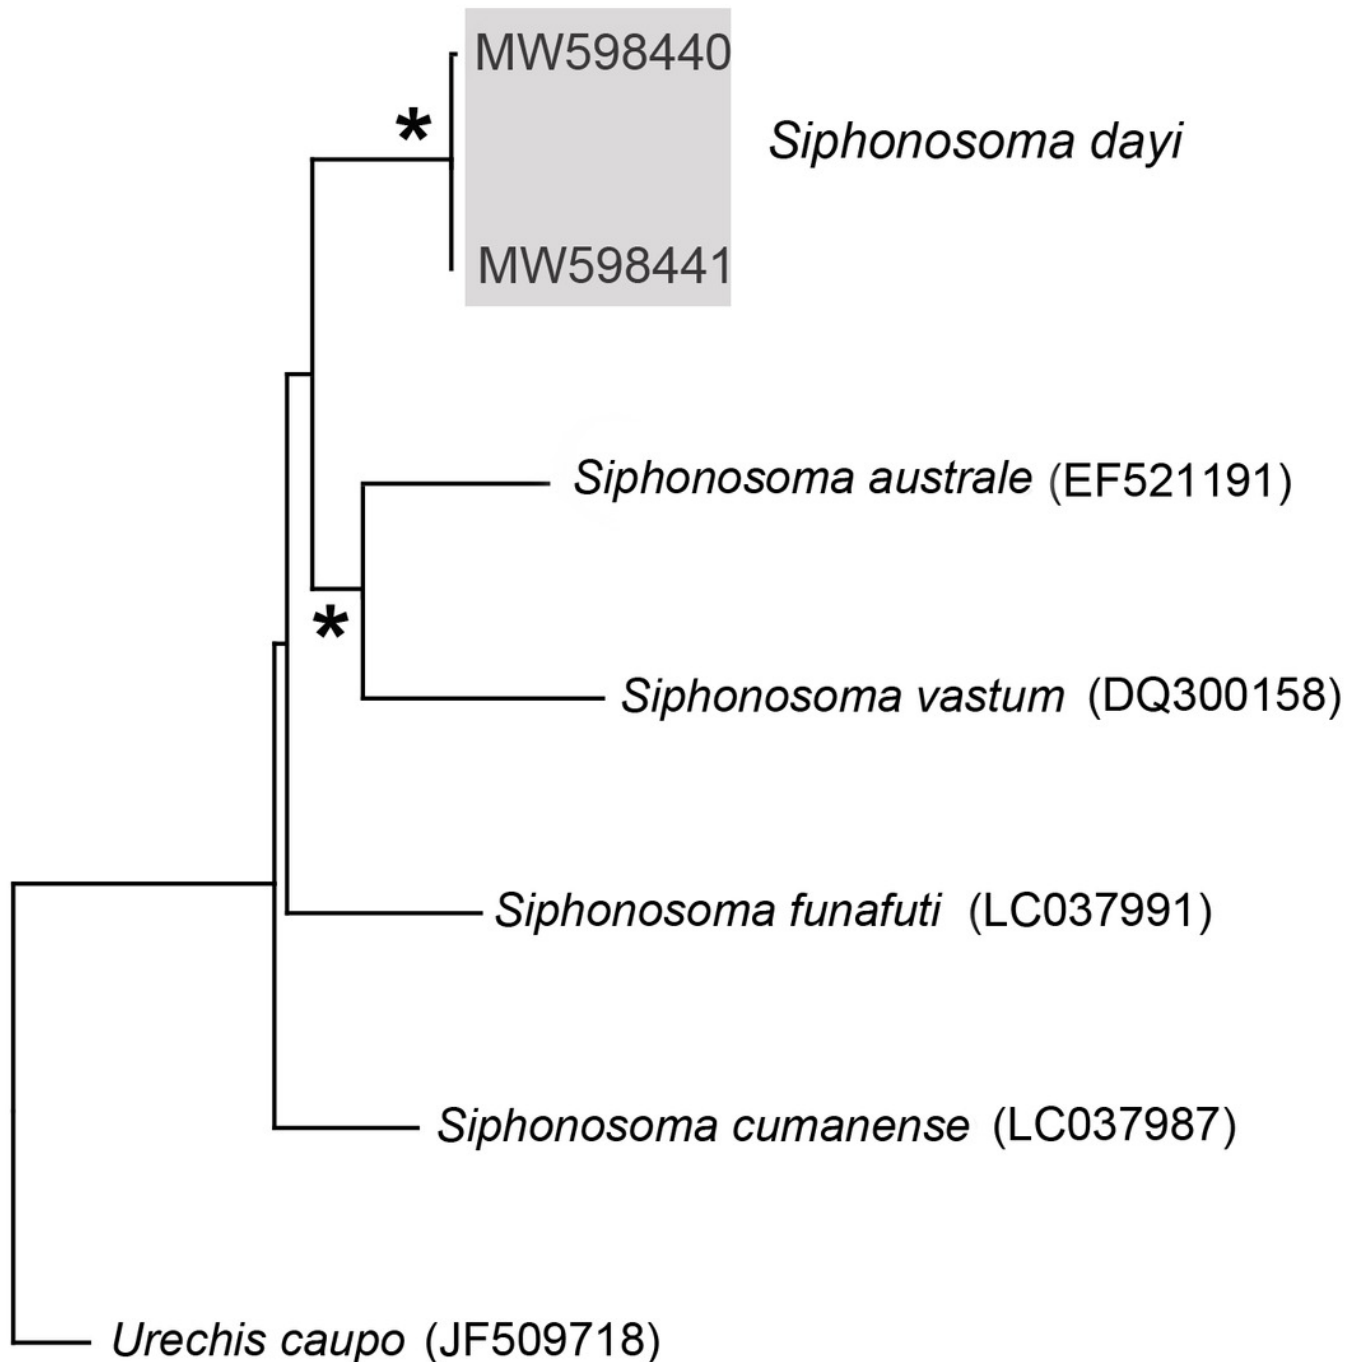 MW598440
*
Siphonosoma dayi
MW598441
Siphonosoma australe (EF521191)
*
Siphonosoma vastum (DQ300158)
Siphonosoma funafuti (LC037991)
Siphonosoma cumanense (LC037987)
Urechis caupo (JF509718)